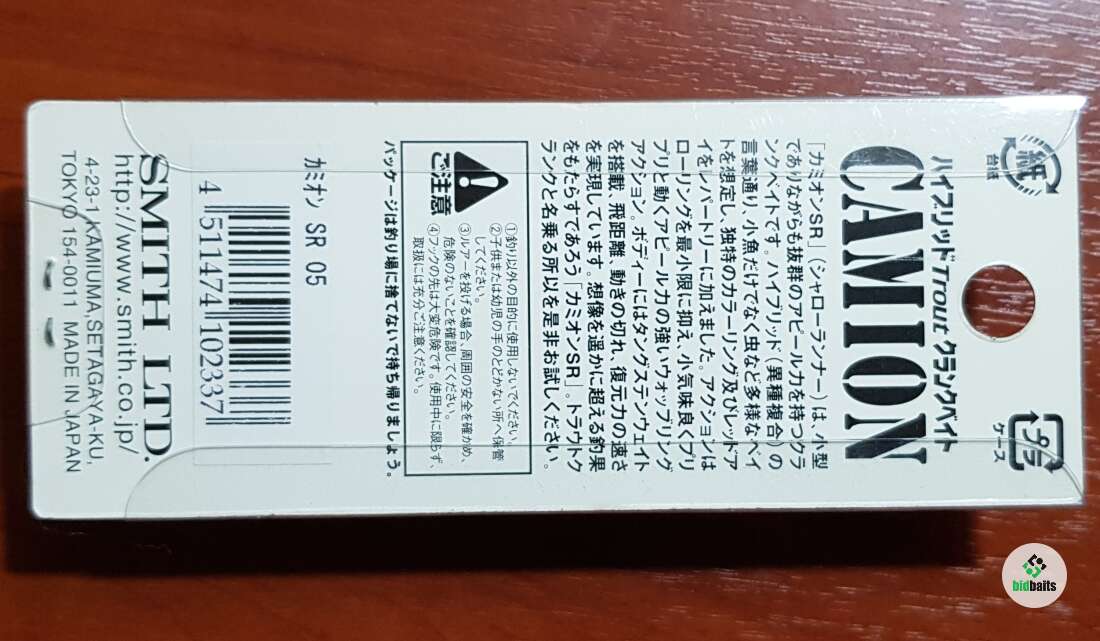 紙
台紙
ハイブリッドTroutクランクベイト
CAMION
プラ
ケース
「カミオンSR」(シャローランナー)は、小型
でありながらも抜群のアピール力を持つクラ
ンクベイトです。ハイブリッド(異種複合)の
言葉通り、小魚だけでなく虫など多様なベイ
トを想定し、独特のカラーリング及びレッドア
イをレパートリーに加えました。アクションは
ローリングを最小限に抑え、小気味良くプリ
プリと動くアピール力の強いウォブリング
アクション。ボディーにはタングステンウェイト
を搭載、飛距離、動きの切れ、復元力の速さ
を実現しています。想像を遥かに超える釣果
をもたらすであろう「カミオンSR」。トラウトク
ランクと名乗る所以を是非お試しください。
ご注意
①釣り以外の目的に使用しないでください。
②子供または幼児の手のとどかない所へ保管
してください。
③ルアーを投げる場合、周囲の安全を確かめ、
危険のないことを確認してください。
④フックの先は大変危険です。使用中に限らず、
取扱には充分ご注意ください。
パッケージは釣り場に捨てないで持ち帰りましょう。
カミオン SR 05
4 511474 102337
SMITH LTD.
http://www.smith.co.jp/
4-23-1 KAMIUMA,SETAGAYA-KU,
TOKYO 154-0011 MADE IN JAPAN
bidbaits